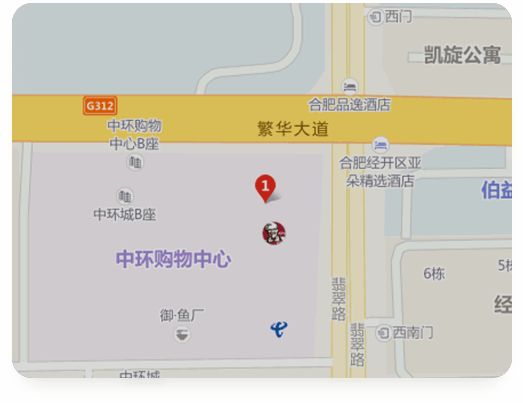 西门
凯旋公寓
合肥品逸酒店
G312
繁华大道
中环购物
中心B座
合肥经开区亚
朵精选酒店
1
中环城B座
伯益
中环购物中心
6栋
5栋
翡翠路
经
御·鱼厂
翡翠路
西南门
中环城